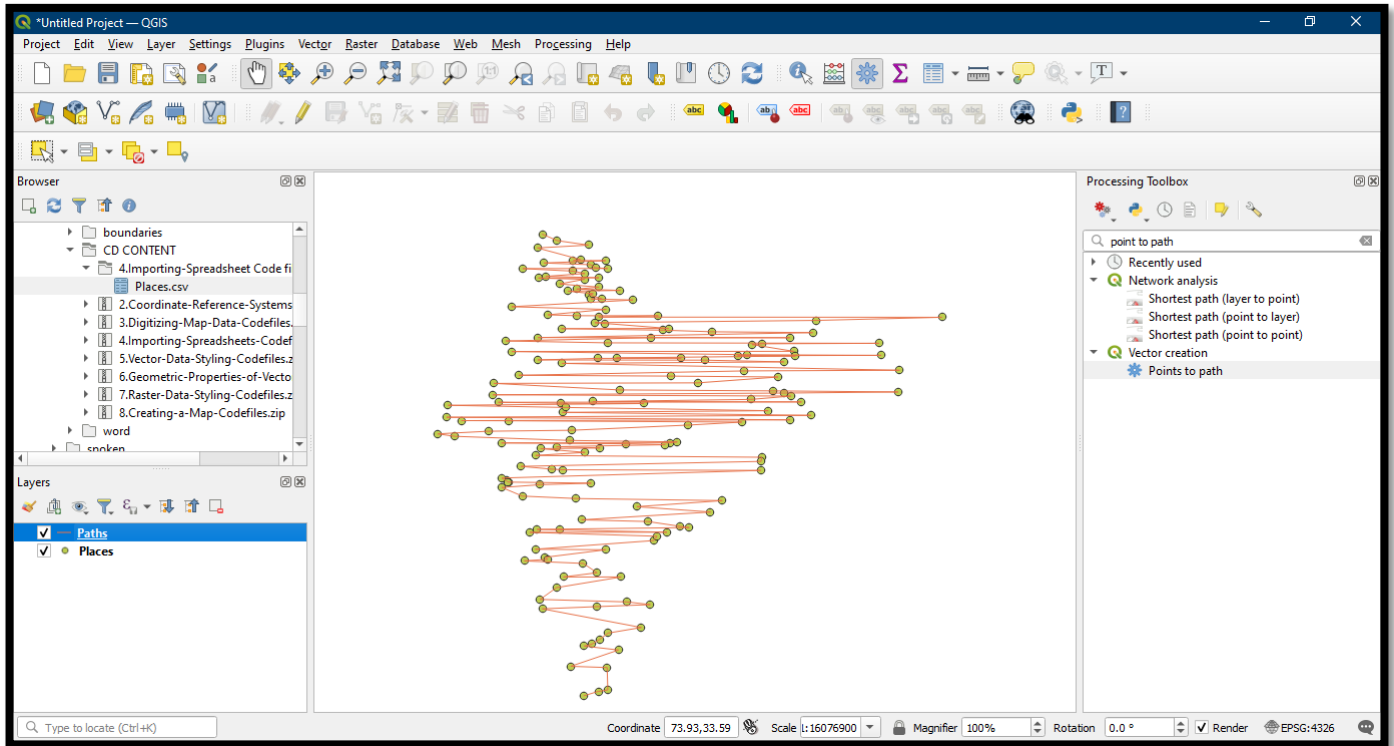 *Untitled Project — QGIS
Project Edit View Layer Settings Plugins Vector Raster Database Web Mesh Processing Help
Browser
boundaries
CD CONTENT
4.Importing-Spreadsheet Code fi
Places.csv
2.Coordinate-Reference-Systems
3.Digitizing-Map-Data-Codefiles.
4.Importing-Spreadsheets-Codef
5.Vector-Data-Styling-Codefiles.z
6.Geometric-Properties-of-Vecto
7.Raster-Data-Styling-Codefiles.z
8.Creating-a-Map-Codefiles.zip
word
spoken
Layers
Paths
Places
Processing Toolbox
point to path
Recently used
Network analysis
Shortest path (layer to point)
Shortest path (point to layer)
Shortest path (point to point)
Vector creation
Points to path
Type to locate (Ctrl+K) Coordinate 73.93,33.59 Scale 1:16076900 Magnifier 100% Rotation 0.0 ° Render EPSG:4326